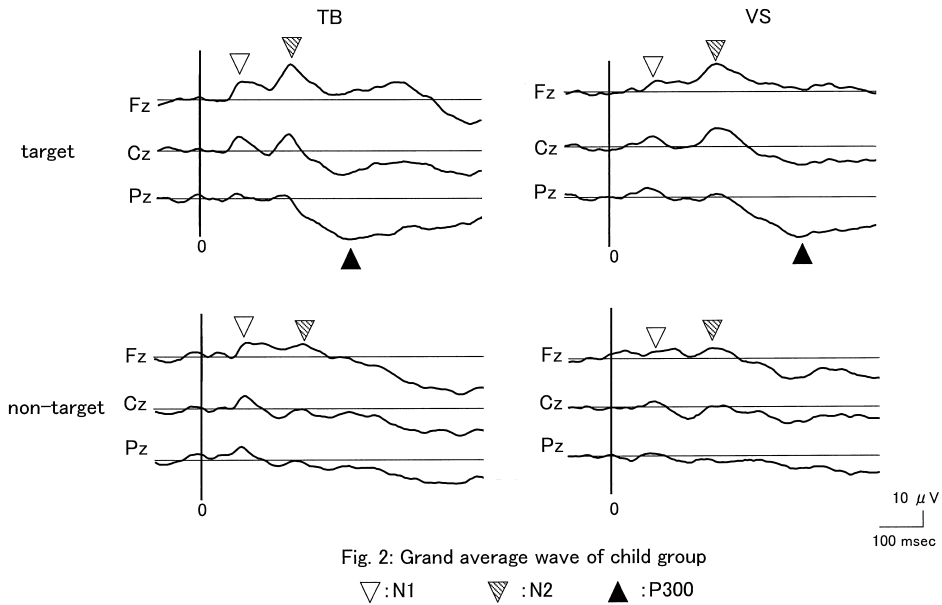 TB VS
Fz Fz
target Cz Cz
Pz Pz
0 0
Fz Fz
non-target Cz Cz
Pz Pz
0 0
10 μV
100 msec
Fig. 2: Grand average wave of child group
:N1 :N2 :P300